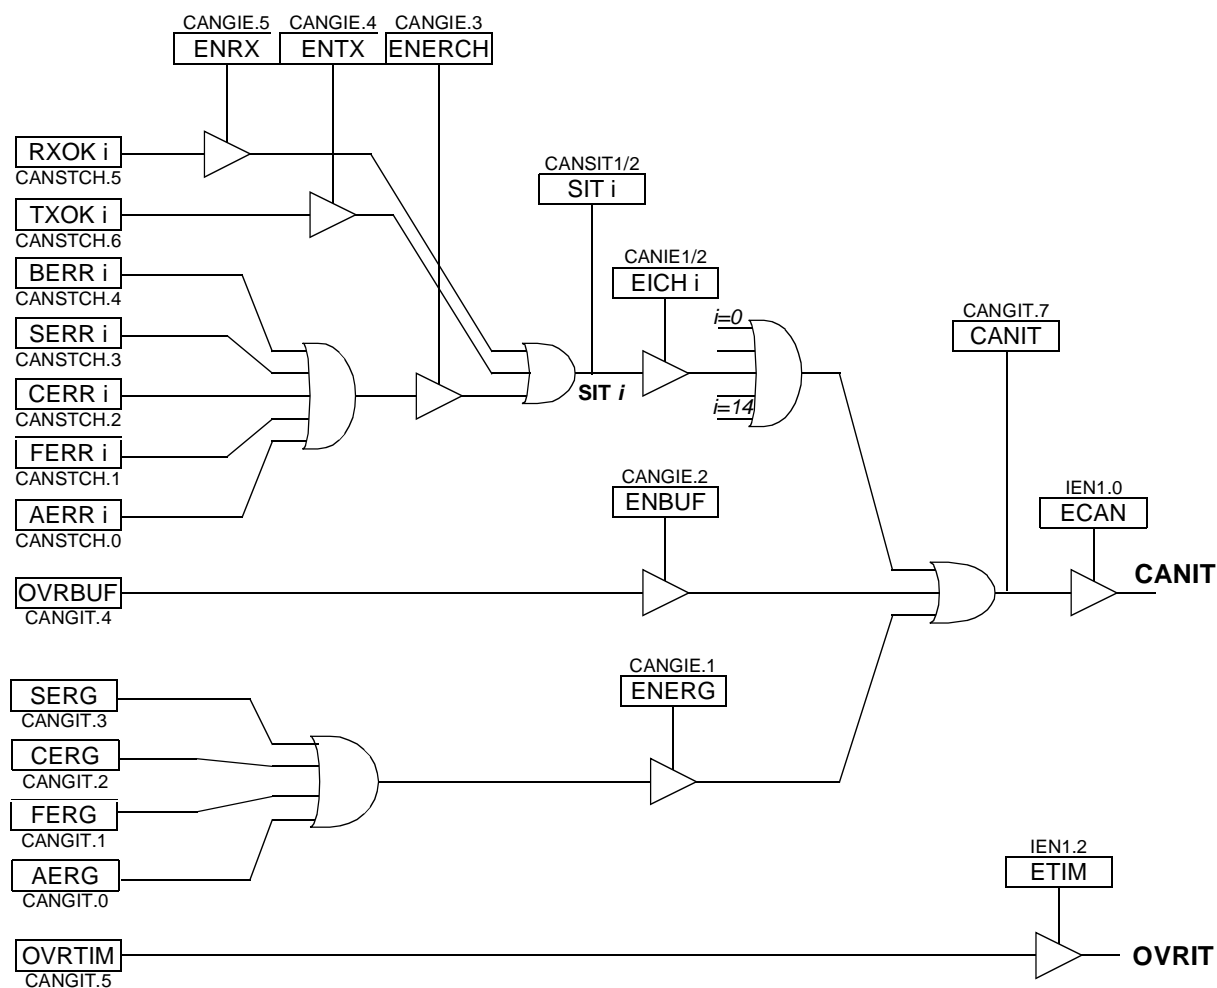 CANGIE.5 CANGIE.4 CANGIE.3
ENRX ENTX ENERCH
RXOK i
CANSTCH.5
TXOK i
CANSTCH.6
BERR i
CANSTCH.4
SERR i
CANSTCH.3
CERR i
CANSTCH.2
FERR i
CANSTCH.1
AERR i
CANSTCH.0
CANSIT1/2
SIT i
SIT i
CANIE1/2
EICH i
i=0
i=14
CANGIT.7
CANIT
IEN1.0
ECAN
CANIT
CANGIE.2
ENBUF
OVRBUF
CANGIT.4
CANGIE.1
ENERG
SERG
CANGIT.3
CERG
CANGIT.2
FERG
CANGIT.1
AERG
CANGIT.0
IEN1.2
ETIM
OVRTIM
CANGIT.5
OVRIT